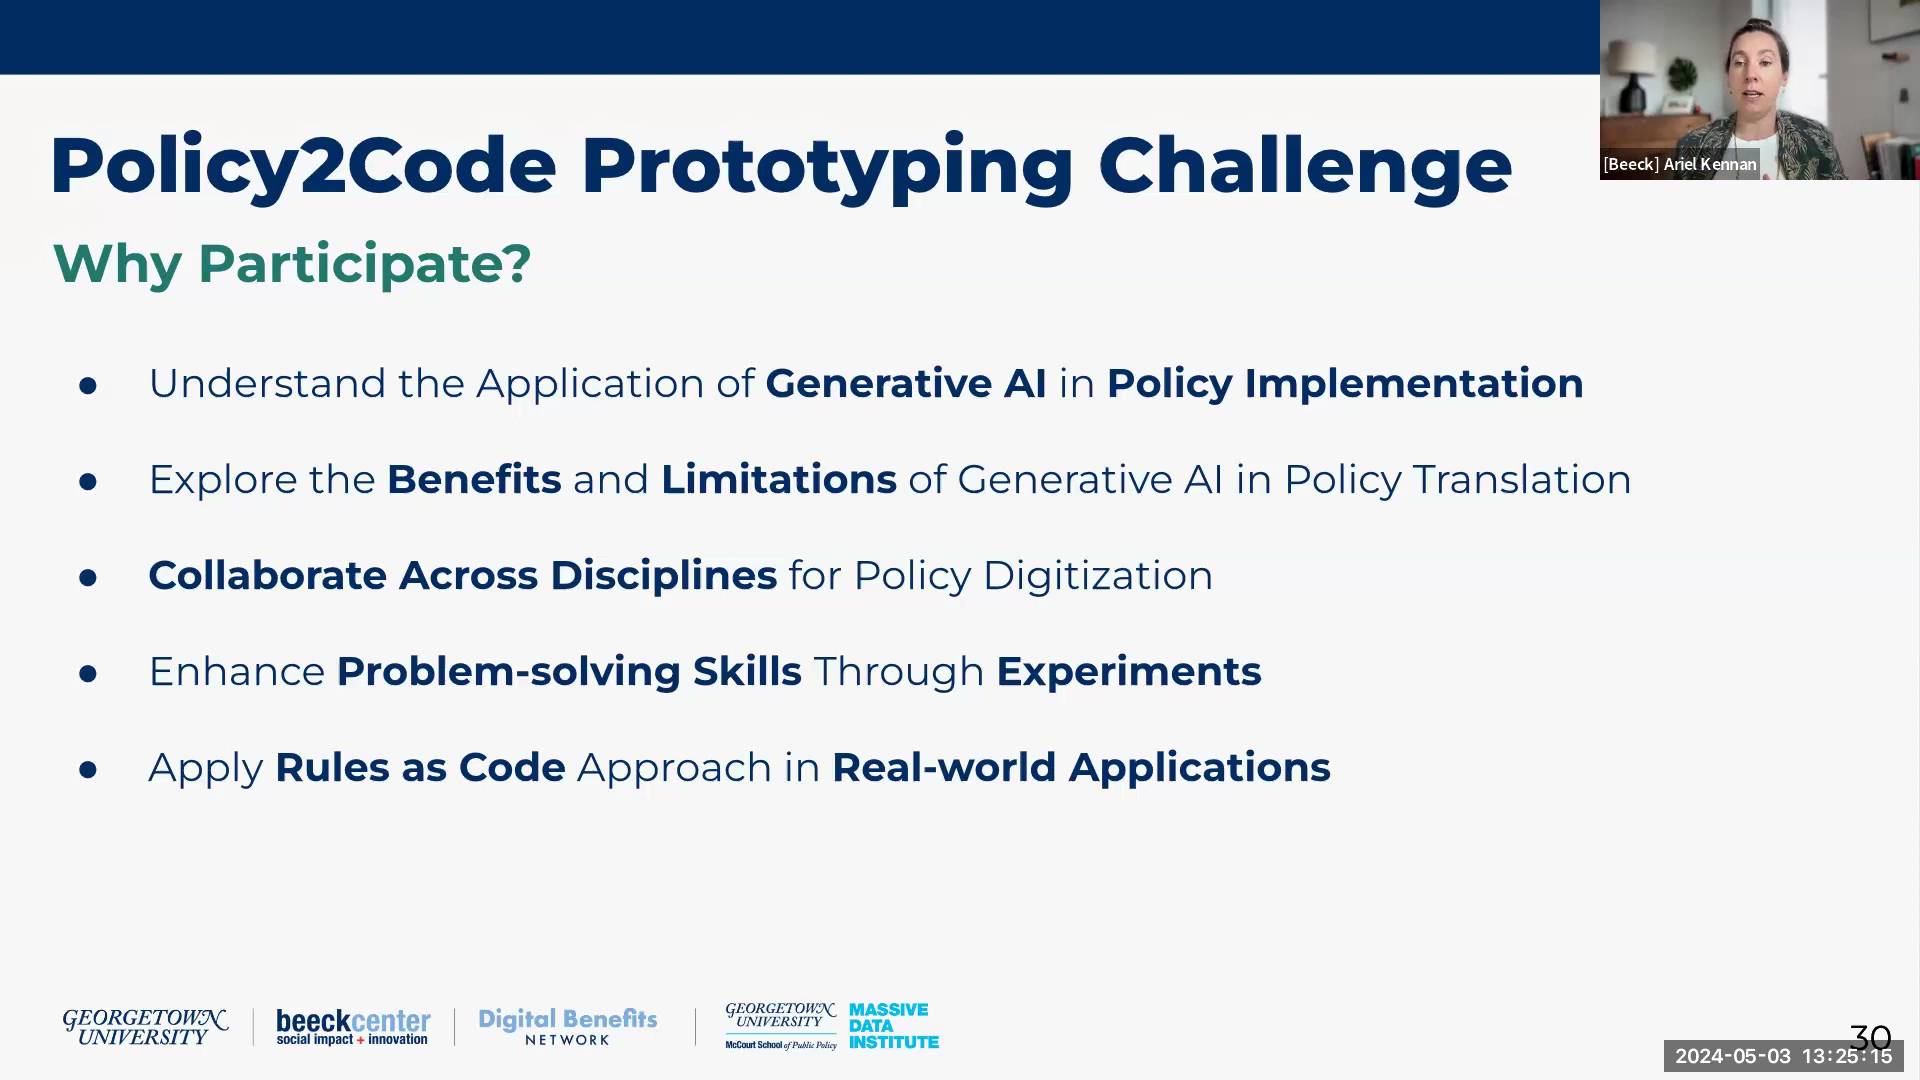 [Beeck] Ariel Kennan
Policy2Code Prototyping Challenge
Why Participate?
● Understand the Application of Generative AI in Policy Implementation
● Explore the Benefits and Limitations of Generative AI in Policy Translation
● Collaborate Across Disciplines for Policy Digitization
● Enhance Problem-solving Skills Through Experiments
● Apply Rules as Code Approach in Real-world Applications
GEORGETOWN
UNIVERSITY
beeckcenter
social impact + innovation
Digital Benefits
NETWORK
GEORGETOWN
UNIVERSITY
McCourt School of Public Policy
MASSIVE
DATA
INSTITUTE
30
2024-05-03 13:25:15